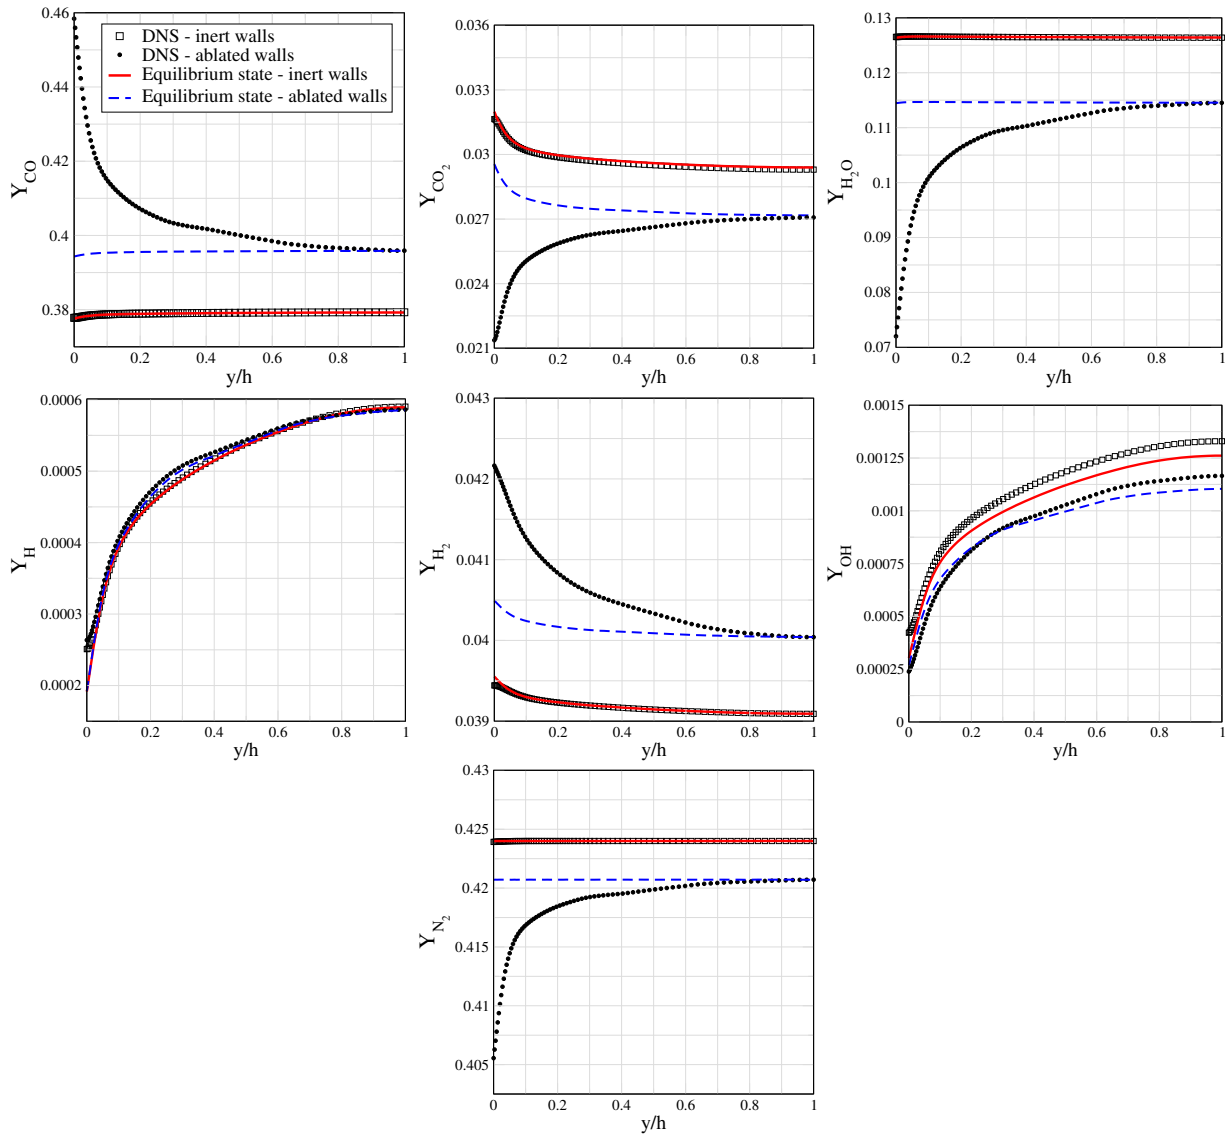 0.46
0.44
0.42
0.4
0.38
Y_CO
DNS - inert walls
DNS - ablated walls
Equilibrium state - inert walls
Equilibrium state - ablated walls
0 0.2 0.4 0.6 0.8 1
y/h
0.036
0.033
0.03
0.027
0.024
0.021
Y_CO2
0 0.2 0.4 0.6 0.8 1
y/h
0.13
0.12
0.11
0.1
0.09
0.08
0.07
Y_H2O
0 0.2 0.4 0.6 0.8 1
y/h
0.0006
0.0005
0.0004
0.0003
0.0002
Y_H
0 0.2 0.4 0.6 0.8 1
y/h
0.043
0.042
0.041
0.04
0.039
Y_H2
0 0.2 0.4 0.6 0.8 1
y/h
0.0015
0.00125
0.001
0.00075
0.0005
0.00025
0
Y_OH
0 0.2 0.4 0.6 0.8 1
y/h
0.43
0.425
0.42
0.415
0.41
0.405
Y_N2
0 0.2 0.4 0.6 0.8 1
y/h